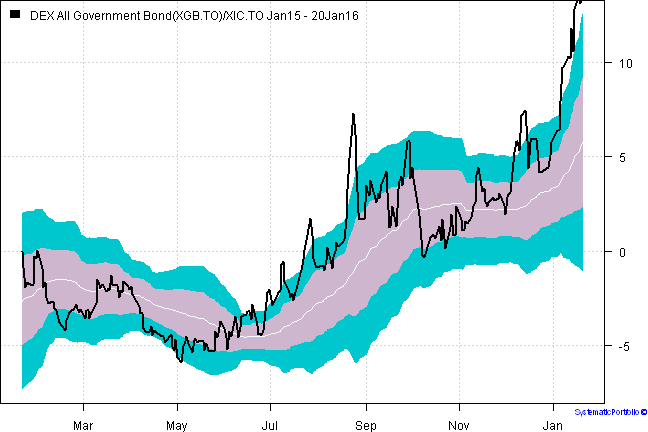 DEX All Government Bond(XGB.TO)/XIC.TO Jan15 - 20Jan16
10
5
0
-5
Mar May Jul Sep Nov Jan
SystematicPortfolio ©